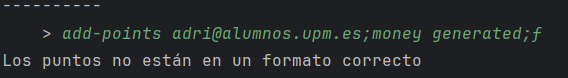 ----------
> add-points adri@alumnos.upm.es;money generated;f
Los puntos no están en un formato correcto